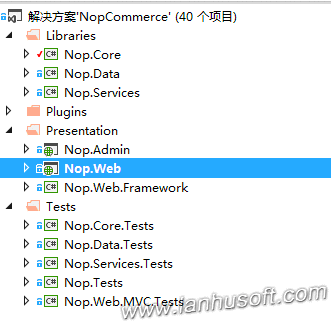 解决方案'NopCommerce' (40 个项目)
Libraries
Nop.Core
Nop.Data
Nop.Services
Plugins
Presentation
Nop.Admin
Nop.Web
Nop.Web.Framework
Tests
Nop.Core.Tests
Nop.Data.Tests
Nop.Services.Tests
Nop.Tests
Nop.Web.MVC.Tests
www.lanhusoft.com